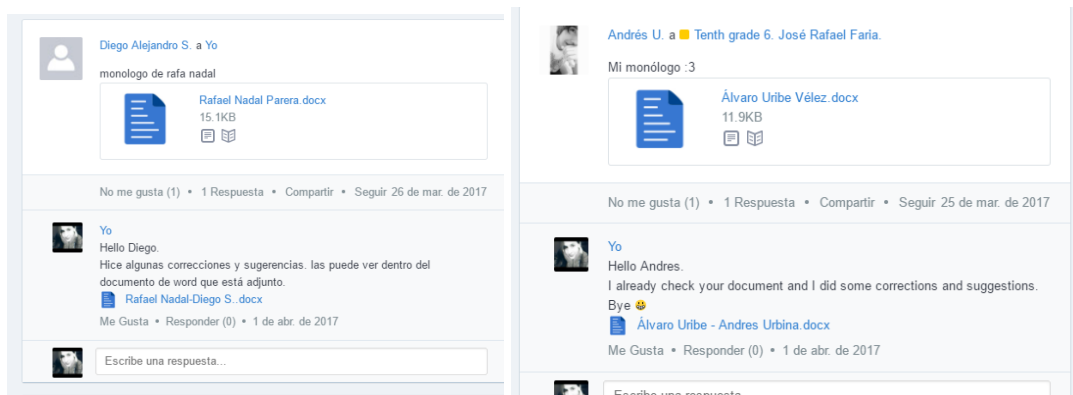 Diego Alejandro S. a Yo
monologo de rafa nadal
Rafael Nadal Parera.docx
15.1KB
No me gusta (1) • 1 Respuesta • Compartir • Seguir 26 de mar. de 2017
Yo
Hello Diego.
Hice algunas correcciones y sugerencias. las puede ver dentro del
documento de word que está adjunto.
Rafael Nadal-Diego S..docx
Me Gusta • Responder (0) • 1 de abr. de 2017
Escribe una respuesta...
Andrés U. a Tenth grade 6. José Rafael Faria.
Mi monólogo :3
Álvaro Uribe Vélez.docx
11.9KB
No me gusta (1) • 1 Respuesta • Compartir • Seguir 25 de mar. de 2017
Yo
Hello Andres.
I already check your document and I did some corrections and suggestions.
Bye 😀
Álvaro Uribe - Andres Urbina.docx
Me Gusta • Responder (0) • 1 de abr. de 2017
Escribe una respuesta